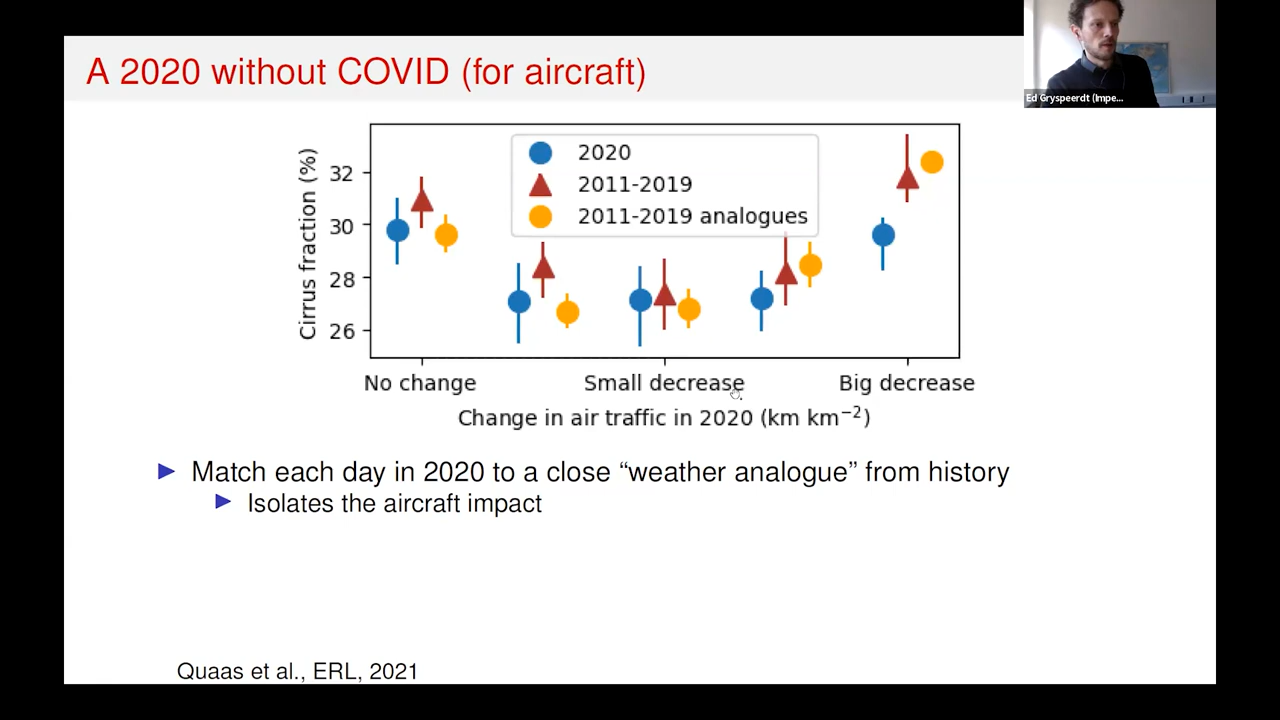 A 2020 without COVID (for aircraft)
Ed Gryspeerdt (Impe...
2020
2011-2019
2011-2019 analogues
Cirrus fraction (%)
32
30
28
26
No change
Small decrease
Big decrease
Change in air traffic in 2020 (km km⁻²)
Match each day in 2020 to a close “weather analogue” from history
Isolates the aircraft impact
Quaas et al., ERL, 2021